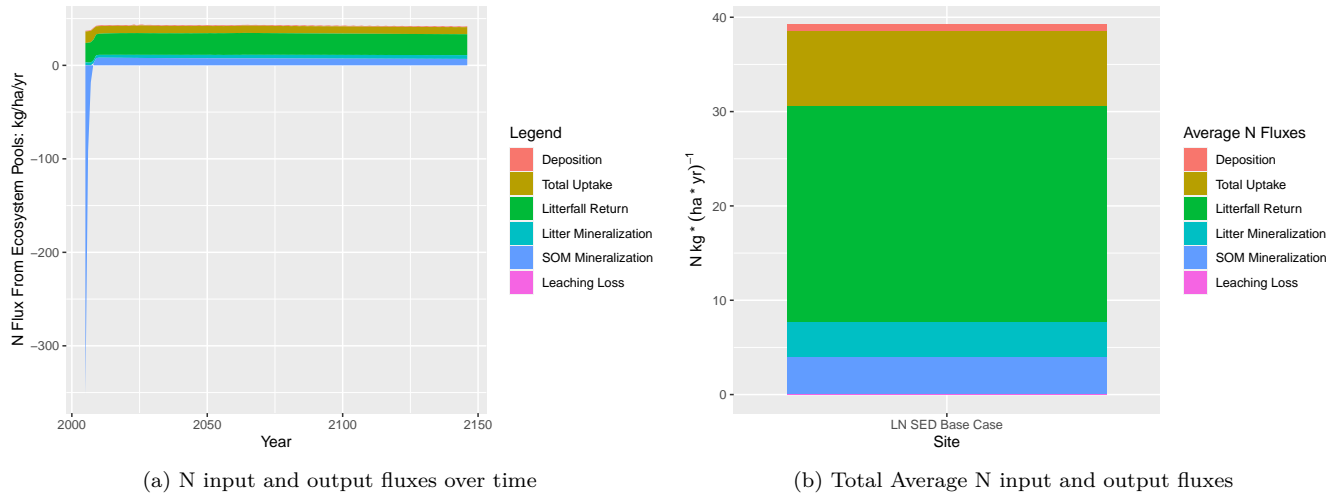 N Flux From Ecosystem Pools: kg/ha/yr
0
−100
−200
−300
2000
2050
2100
2150
Year
Legend
Deposition
Total Uptake
Litterfall Return
Litter Mineralization
SOM Mineralization
Leaching Loss
(a) N input and output fluxes over time
N kg * (ha * yr)⁻¹
40
30
20
10
0
LN SED Base Case
Site
Average N Fluxes
Deposition
Total Uptake
Litterfall Return
Litter Mineralization
SOM Mineralization
Leaching Loss
(b) Total Average N input and output fluxes